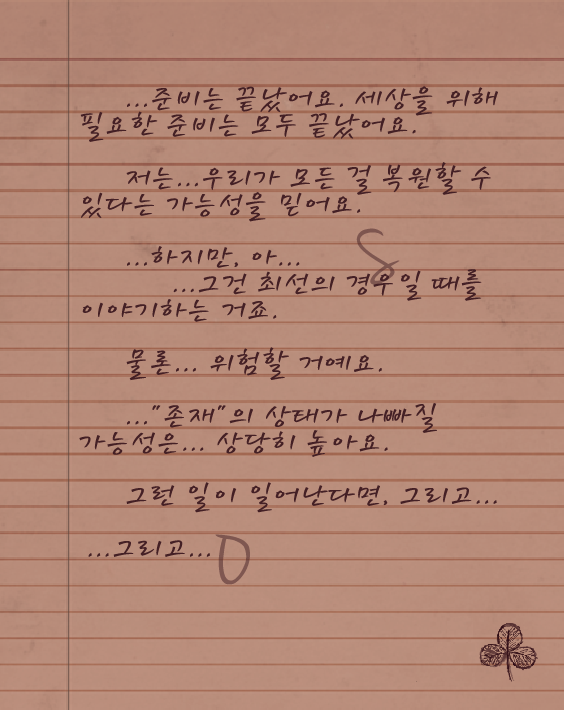 ...준비는 끝났어요. 세상을 위해
필요한 준비는 모두 끝났어요.
저는...우리가 모든 걸 복원할 수
있다는 가능성을 믿어요.
...하지만, 아...
8
...그건 최선의 경우일 때를
이야기하는 거죠.
물론... 위험할 거예요.
..."존재"의 상태가 나빠질
가능성은... 상당히 높아요.
그런 일이 일어난다면, 그리고...
...그리고...
0